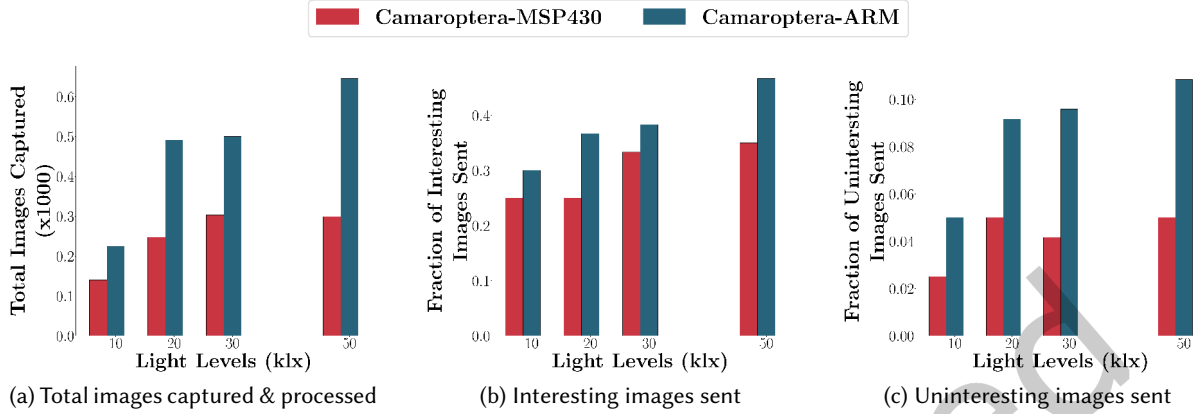 Camaroptera-MSP430 Camaroptera-ARM
Total Images Captured
(x1000)
0.6
0.5
0.4
0.3
0.2
0.1
0.0
10 20 30 50
Light Levels (klx)
(a) Total images captured & processed
Fraction of Interesting
Images Sent
0.4
0.3
0.2
0.0
10 20 30 50
Light Levels (klx)
(b) Interesting images sent
Fraction of Unintersting
Images Sent
0.10
0.08
0.06
0.04
0.02
0.00
10 20 30 50
Light Levels (klx)
(c) Uninteresting images sent